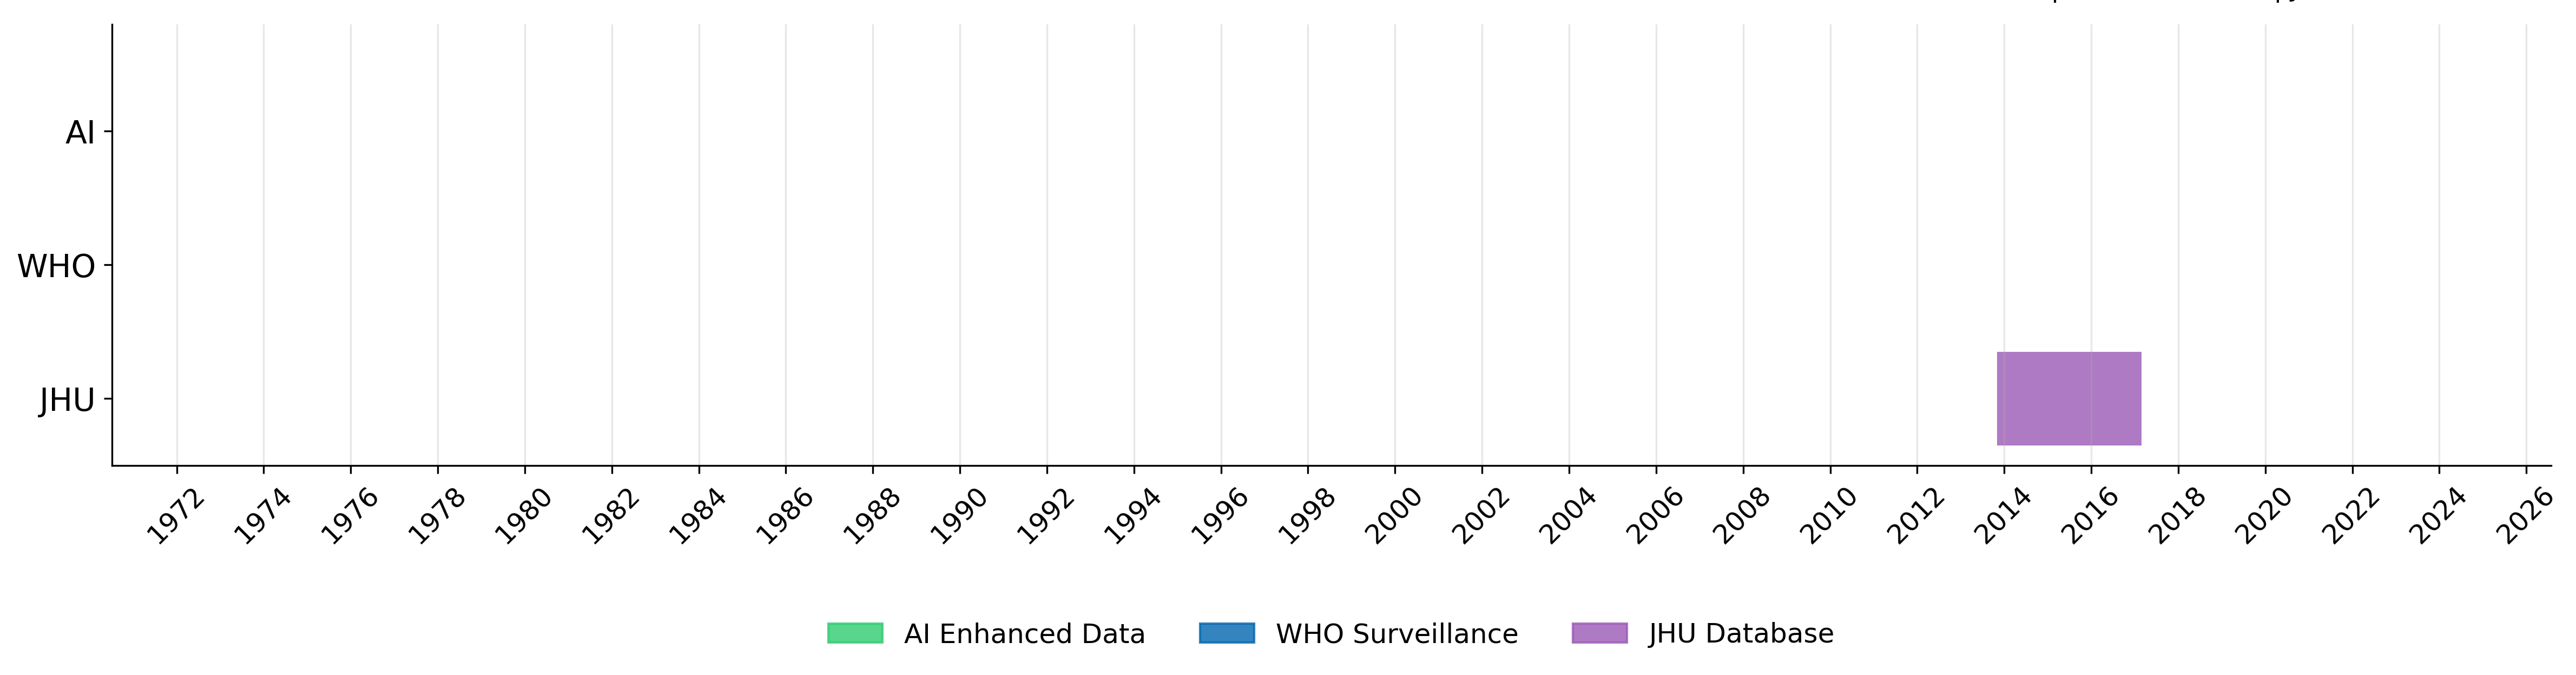 AI
WHO
JHU
1972 1974 1976 1978 1980 1982 1984 1986 1988 1990 1992 1994 1996 1998 2000 2002 2004 2006 2008 2010 2012 2014 2016 2018 2020 2022 2024 2026
AI Enhanced Data WHO Surveillance JHU Database